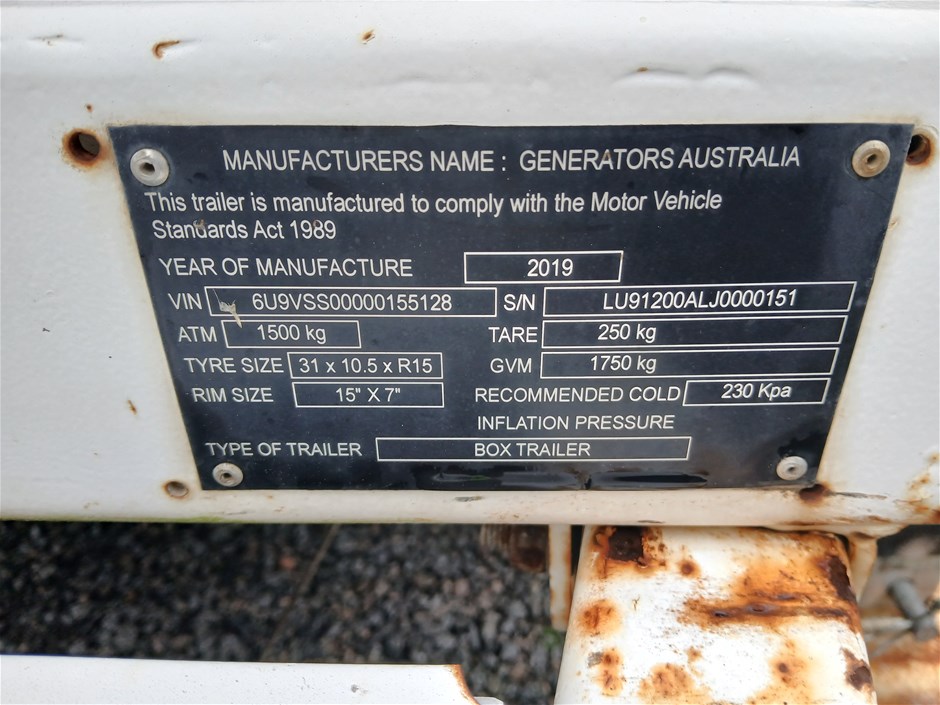 MANUFACTURERS NAME : GENERATORS AUSTRALIA
This trailer is manufactured to comply with the Motor Vehicle
Standards Act 1989
YEAR OF MANUFACTURE 2019
VIN 6U9VSS00000155128 S/N LU91200ALJ0000151
ATM 1500 kg TARE 250 kg
TYRE SIZE 31 x 10.5 x R15 GVM 1750 kg
RIM SIZE 15" X 7" RECOMMENDED COLD 230 Kpa
INFLATION PRESSURE
TYPE OF TRAILER BOX TRAILER